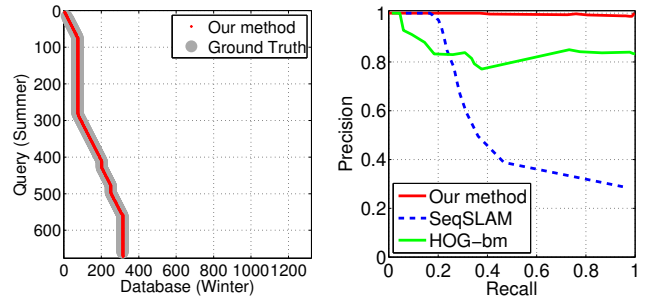 Our method
Ground Truth
Query (Summer)
0
100
200
300
400
500
600
0 200 400 600 800 1000 1200
Database (Winter)
Precision
1
0.8
0.6
0.4
0.2
0
Our method
SeqSLAM
HOG−bm
0 0.2 0.4 0.6 0.8 1
Recall